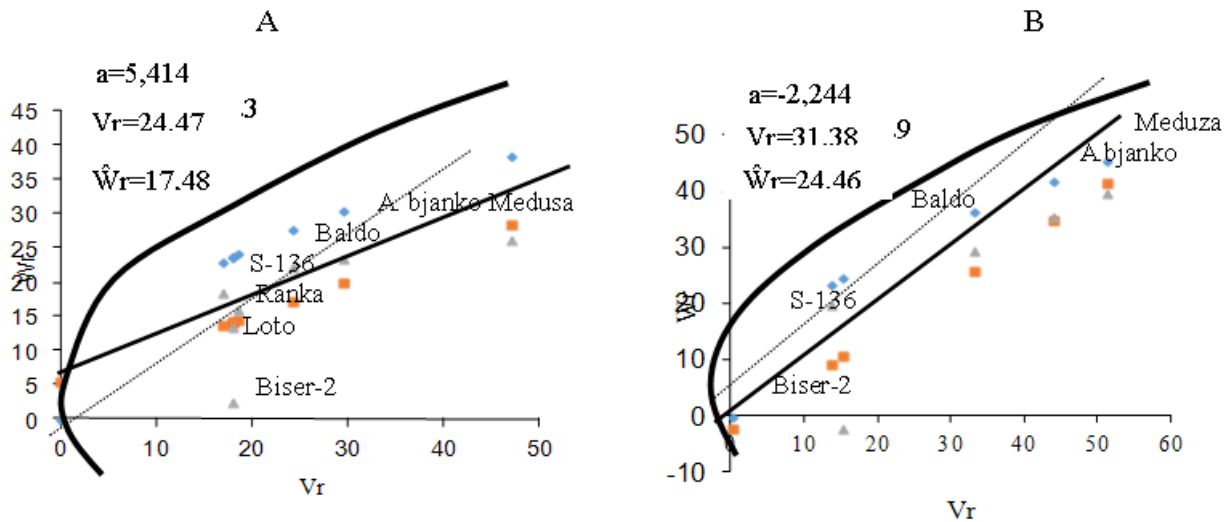 A
a=5,414
Vr=24.47 3
Ŵr=17.48
45
40
35
30
25
20
15
10
5
0
A bjanko Medusa
Baldo
S-136
Ranka
Loto
Biser-2
0 10 20 30 40 50
Vr
B
a=-2,244
Vr=31.38 .9
Ŵr=24.46
50
40
30
20
10
0
-10
Meduza
A.bjanko
Baldo
S-136
Biser-2
10 20 30 40 50 60
Vr